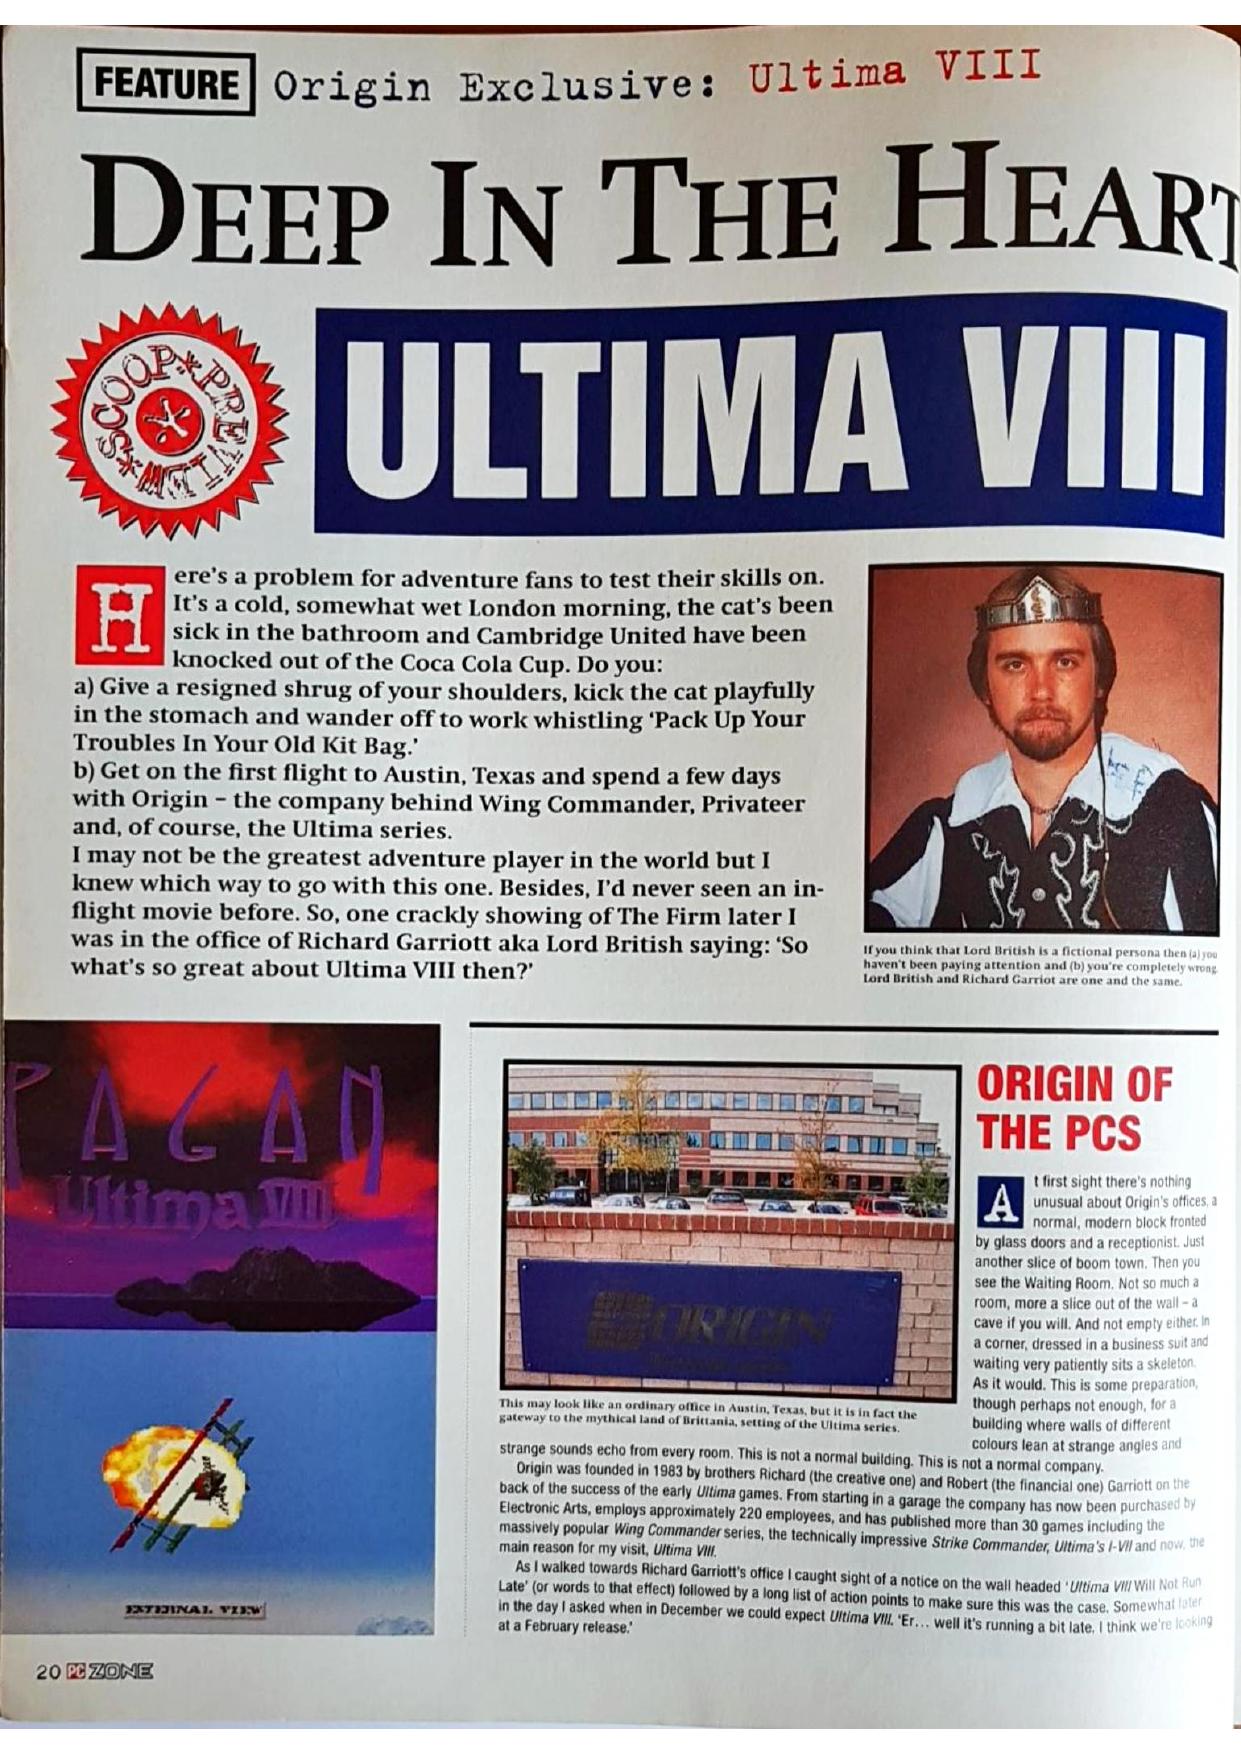 FEATURE Origin Exclusive: Ultima VIII
DEEP IN THE HEART
SCOOP*PREVIEW*
ULTIMA VIII
Here's a problem for adventure fans to test their skills on.
It's a cold, somewhat wet London morning, the cat's been
sick in the bathroom and Cambridge United have been
knocked out of the Coca Cola Cup. Do you:
a) Give a resigned shrug of your shoulders, kick the cat playfully
in the stomach and wander off to work whistling 'Pack Up Your
Troubles In Your Old Kit Bag.'
b) Get on the first flight to Austin, Texas and spend a few days
with Origin – the company behind Wing Commander, Privateer
and, of course, the Ultima series.
I may not be the greatest adventure player in the world but I
knew which way to go with this one. Besides, I'd never seen an in-
flight movie before. So, one crackly showing of The Firm later I
was in the office of Richard Garriott aka Lord British saying: 'So
what's so great about Ultima VIII then?'
If you think that Lord British is a fictional persona then (a) you
haven't been paying attention and (b) you're completely wrong.
Lord British and Richard Garriot are one and the same.
PAGAN
Ultima VIII
EXTERNAL VIEW
ORIGIN
This may look like an ordinary office in Austin, Texas, but it is in fact the
gateway to the mythical land of Brittania, setting of the Ultima series.
ORIGIN OF
THE PCS
At first sight there's nothing
unusual about Origin's offices, a
normal, modern block fronted
by glass doors and a receptionist. Just
another slice of boom town. Then you
see the Waiting Room. Not so much a
room, more a slice out of the wall – a
cave if you will. And not empty either. In
a corner, dressed in a business suit and
waiting very patiently sits a skeleton.
As it would. This is some preparation,
though perhaps not enough, for a
building where walls of different
colours lean at strange angles and
strange sounds echo from every room. This is not a normal building. This is not a normal company.
Origin was founded in 1983 by brothers Richard (the creative one) and Robert (the financial one) Garriott on the
back of the success of the early Ultima games. From starting in a garage the company has now been purchased by
Electronic Arts, employs approximately 220 employees, and has published more than 30 games including the
massively popular Wing Commander series, the technically impressive Strike Commander, Ultima's I-VII and now, the
main reason for my visit, Ultima VIII.
As I walked towards Richard Garriott's office I caught sight of a notice on the wall headed 'Ultima VIII Will Not Run
Late' (or words to that effect) followed by a long list of action points to make sure this was the case. Somewhat later
in the day I asked when in December we could expect Ultima VIII. 'Er... well it's running a bit late. I think we're looking
at a February release.'
20 PC ZONE